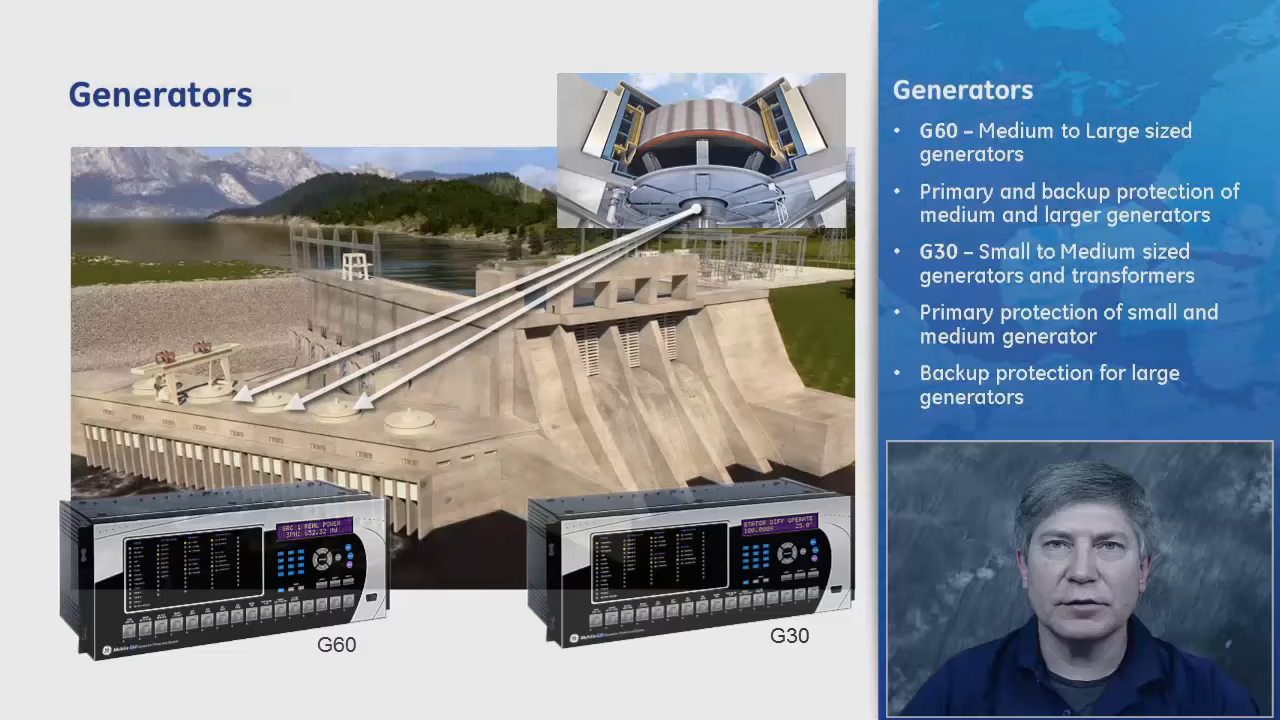 Generators
SRC 1 REAL POWER
G60
STATOR DIFF OPERATE
G30
Generators
• G60 – Medium to Large sized
generators
• Primary and backup protection of
medium and larger generators
• G30 – Small to Medium sized
generators and transformers
• Primary protection of small and
medium generator
• Backup protection for large
generators